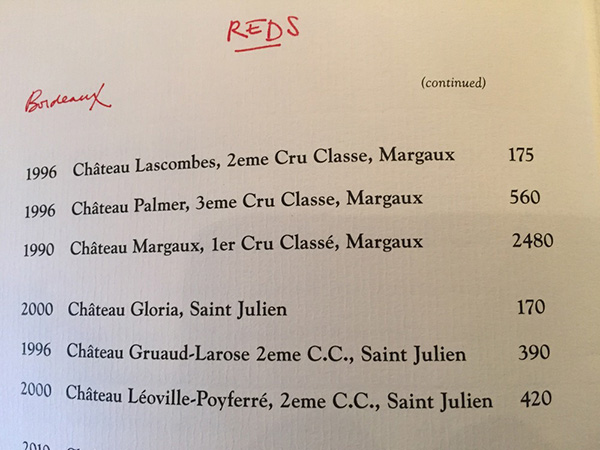 REDS
(continued)
Bordeaux
1996 Château Lascombes, 2eme Cru Classe, Margaux 175
1996 Château Palmer, 3eme Cru Classe, Margaux 560
1990 Château Margaux, 1er Cru Classé, Margaux 2480
2000 Château Gloria, Saint Julien 170
1996 Château Gruaud-Larose 2eme C.C., Saint Julien 390
2000 Château Léoville-Poyferré, 2eme C.C., Saint Julien 420